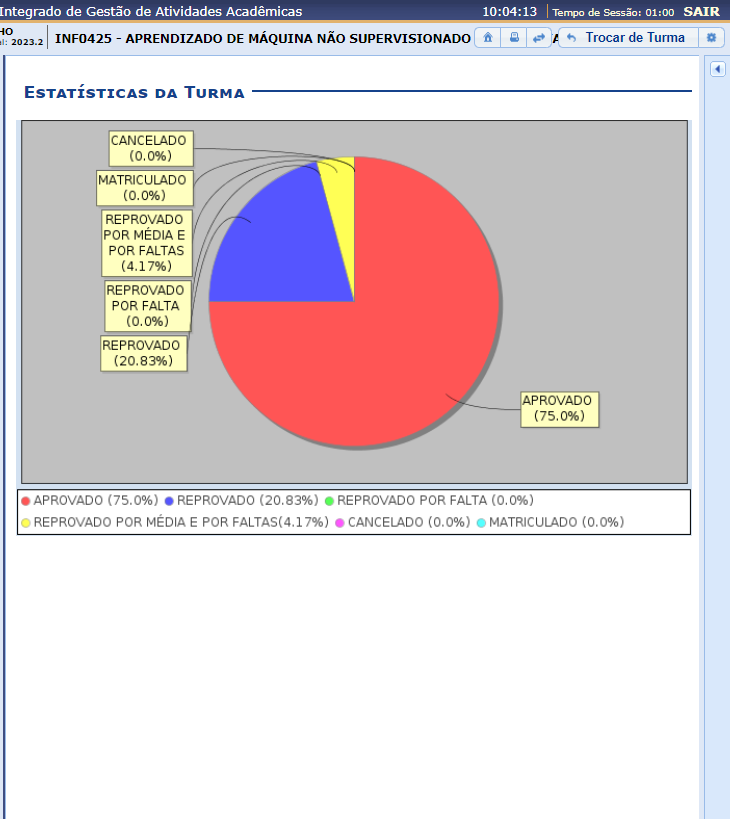 Integrado de Gestão de Atividades Acadêmicas 10:04:13 Tempo de Sessão: 01:00 SAIR
HO
el: 2023.2
INF0425 - APRENDIZADO DE MÁQUINA NÃO SUPERVISIONADO
Trocar de Turma
Estatísticas da Turma
CANCELADO
(0.0%)
MATRICULADO
(0.0%)
REPROVADO
POR MÉDIA E
POR FALTAS
(4.17%)
REPROVADO
POR FALTA
(0.0%)
REPROVADO
(20.83%)
APROVADO
(75.0%)
APROVADO (75.0%) REPROVADO (20.83%) REPROVADO POR FALTA (0.0%)
REPROVADO POR MÉDIA E POR FALTAS(4.17%) CANCELADO (0.0%) MATRICULADO (0.0%)